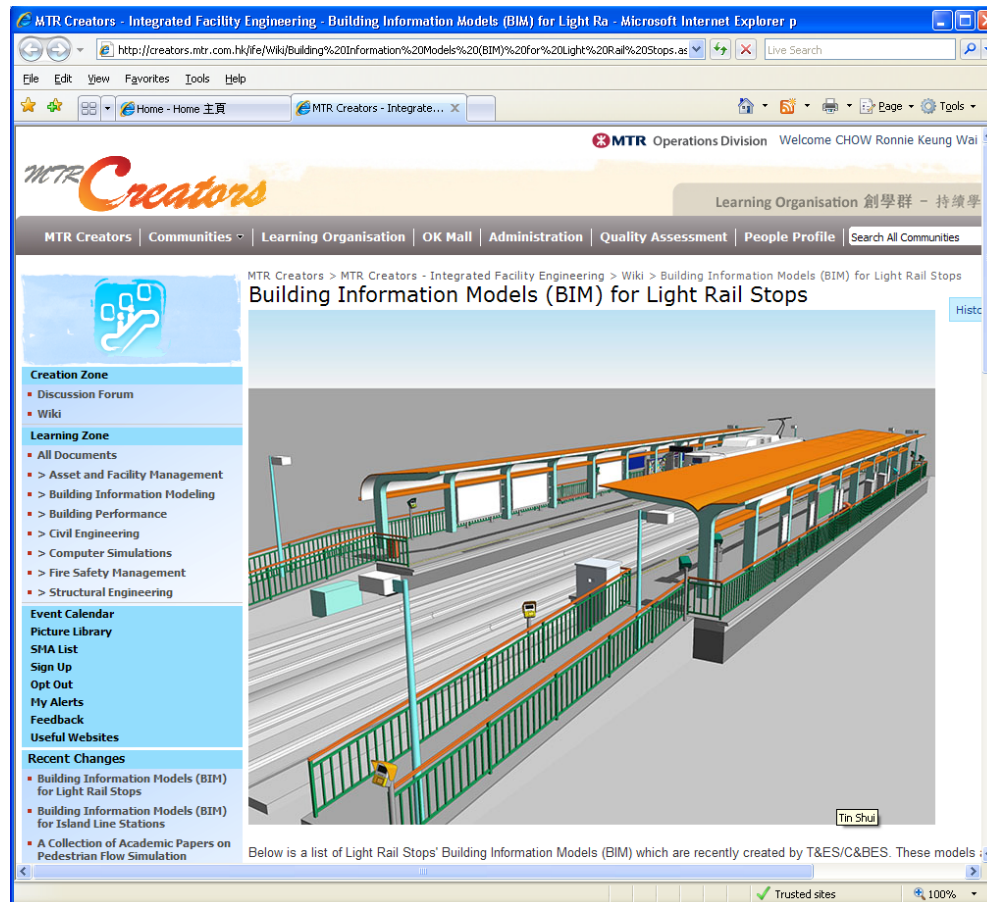 MTR Creators - Integrated Facility Engineering - Building Information Models (BIM) for Light Ra - Microsoft Internet Explorer p
http://creators.mtr.com.hk/ife/Wiki/Building%20Information%20Models%20(BIM)%20for%20Light%20Rail%20Stops.as
Live Search
File Edit View Favorites Tools Help
Home - Home 主頁
MTR Creators - Integrate...
Page Tools
MTR Operations Division Welcome CHOW Ronnie Keung Wai
MTR Creators
Learning Organisation 創學群 - 持續學
MTR Creators Communities Learning Organisation OK Mall Administration Quality Assessment People Profile Search All Communities
MTR Creators > MTR Creators - Integrated Facility Engineering > Wiki > Building Information Models (BIM) for Light Rail Stops
Building Information Models (BIM) for Light Rail Stops
Histo
Creation Zone
Discussion Forum
Wiki
Learning Zone
All Documents
> Asset and Facility Management
> Building Information Modeling
> Building Performance
> Civil Engineering
> Computer Simulations
> Fire Safety Management
> Structural Engineering
Event Calendar
Picture Library
SMA List
Sign Up
Opt Out
My Alerts
Feedback
Useful Websites
Recent Changes
Building Information Models (BIM)
for Light Rail Stops
Building Information Models (BIM)
for Island Line Stations
A Collection of Academic Papers on
Pedestrian Flow Simulation
Tin Shui
Below is a list of Light Rail Stops' Building Information Models (BIM) which are recently created by T&ES/C&BES. These models
Trusted sites
100%